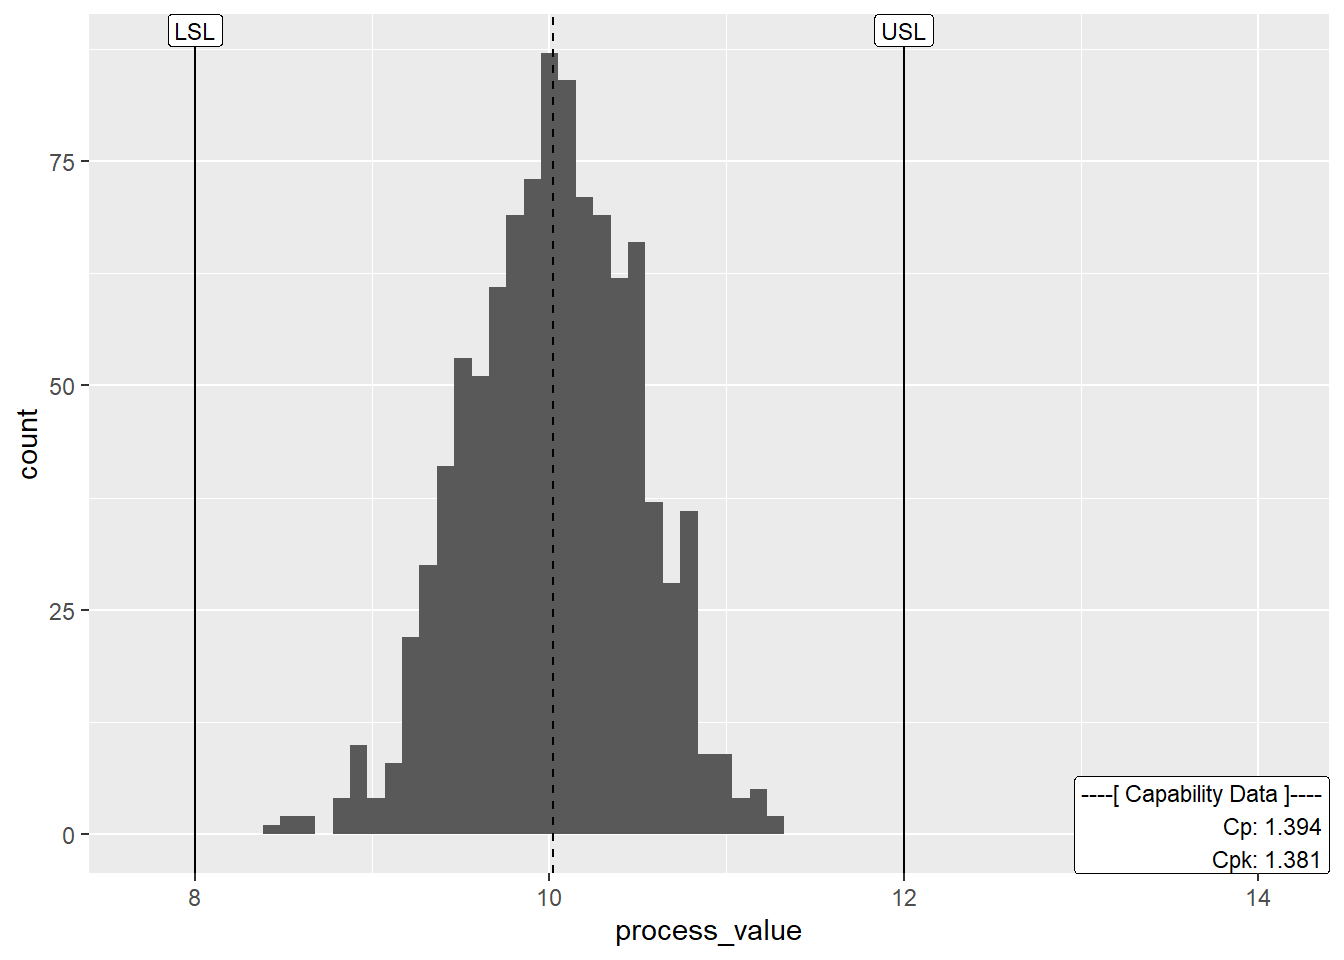 LSL
USL
75
50
25
0
count
----[ Capability Data ]----
Cp: 1.394
Cpk: 1.381
8
10
12
14
process_value